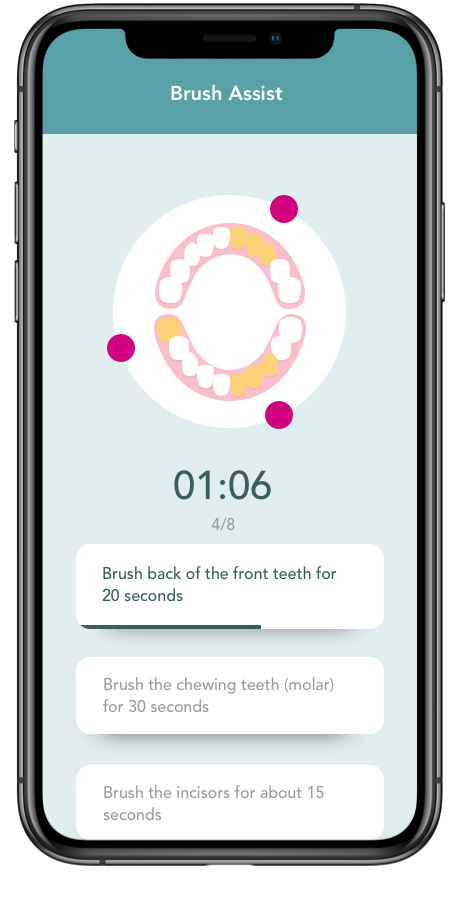 Brush Assist
01:06
4/8
Brush back of the front teeth for
20 seconds
Brush the chewing teeth (molar)
for 30 seconds
Brush the incisors for about 15
seconds